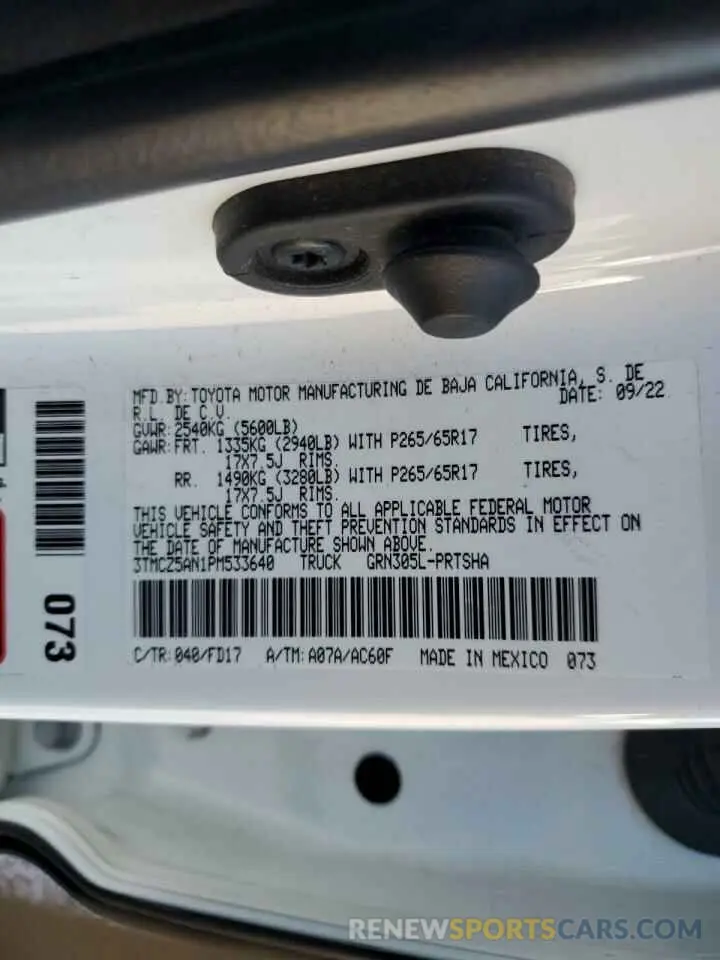 MFD BY: TOYOTA MOTOR MANUFACTURING DE BAJA CALIFORNIA, S. DE
R.L. DE C.V. DATE: 09/22
GVWR: 2540KG (5600LB)
GAWR: FRT. 1335KG (2940LB) WITH P265/65R17 TIRES,
17X7.5J RIMS.
RR. 1490KG (3280LB) WITH P265/65R17 TIRES,
17X7.5J RIMS.
THIS VEHICLE CONFORMS TO ALL APPLICABLE FEDERAL MOTOR
VEHICLE SAFETY AND THEFT PREVENTION STANDARDS IN EFFECT ON
THE DATE OF MANUFACTURE SHOWN ABOVE.
3TMCZ5AN1PM533640 TRUCK GRN305L-PRTSHA
C/TR: 040/FD17 A/TM: A07A/AC60F MADE IN MEXICO 073
073
RENEWSPORTSCARS.COM